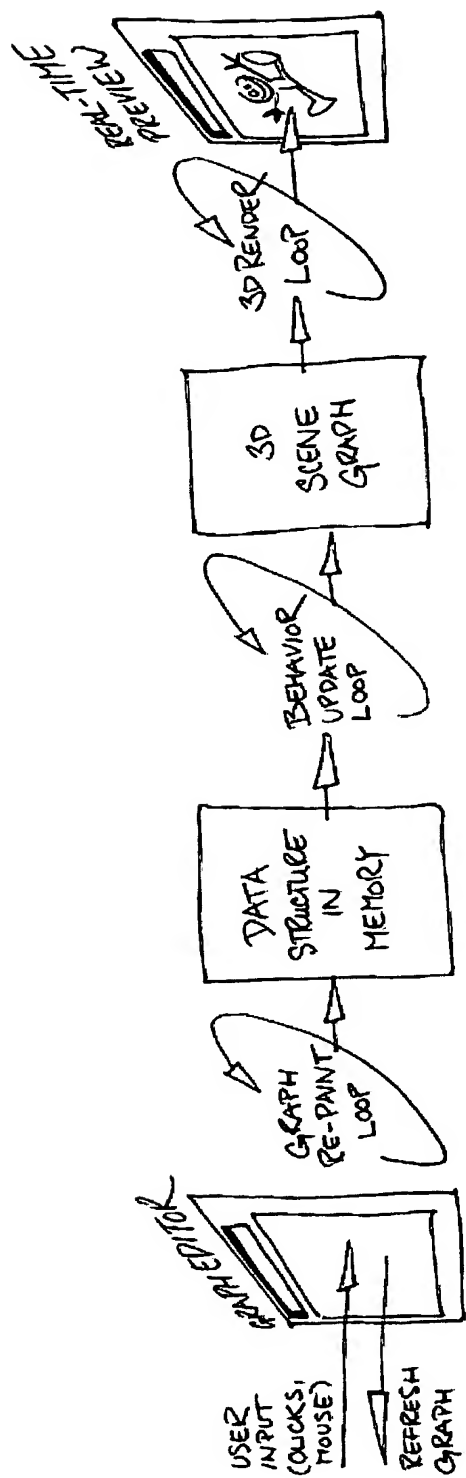 USER
INPUT
(CLICKS,
MOUSE)
REFRESH
GRAPH
GRAPH EDITOR
GRAPH
RE-PAINT
LOOP
DATA
STRUCTURE
IN
MEMORY
BEHAVIOR
UPDATE
LOOP
3D
SCENE
GRAPH
3D RENDER
LOOP
REAL-TIME
PREVIEW)